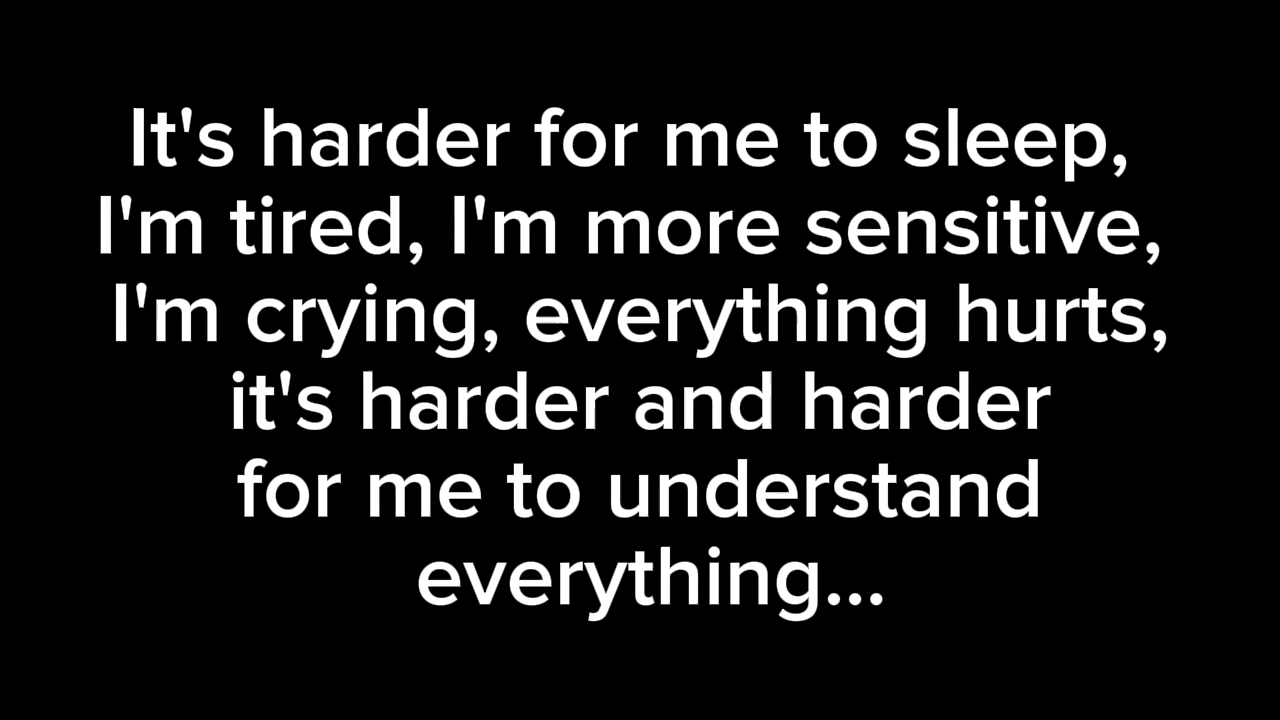 It's harder for me to sleep,
I'm tired, I'm more sensitive,
I'm crying, everything hurts,
it's harder and harder
for me to understand
everything...